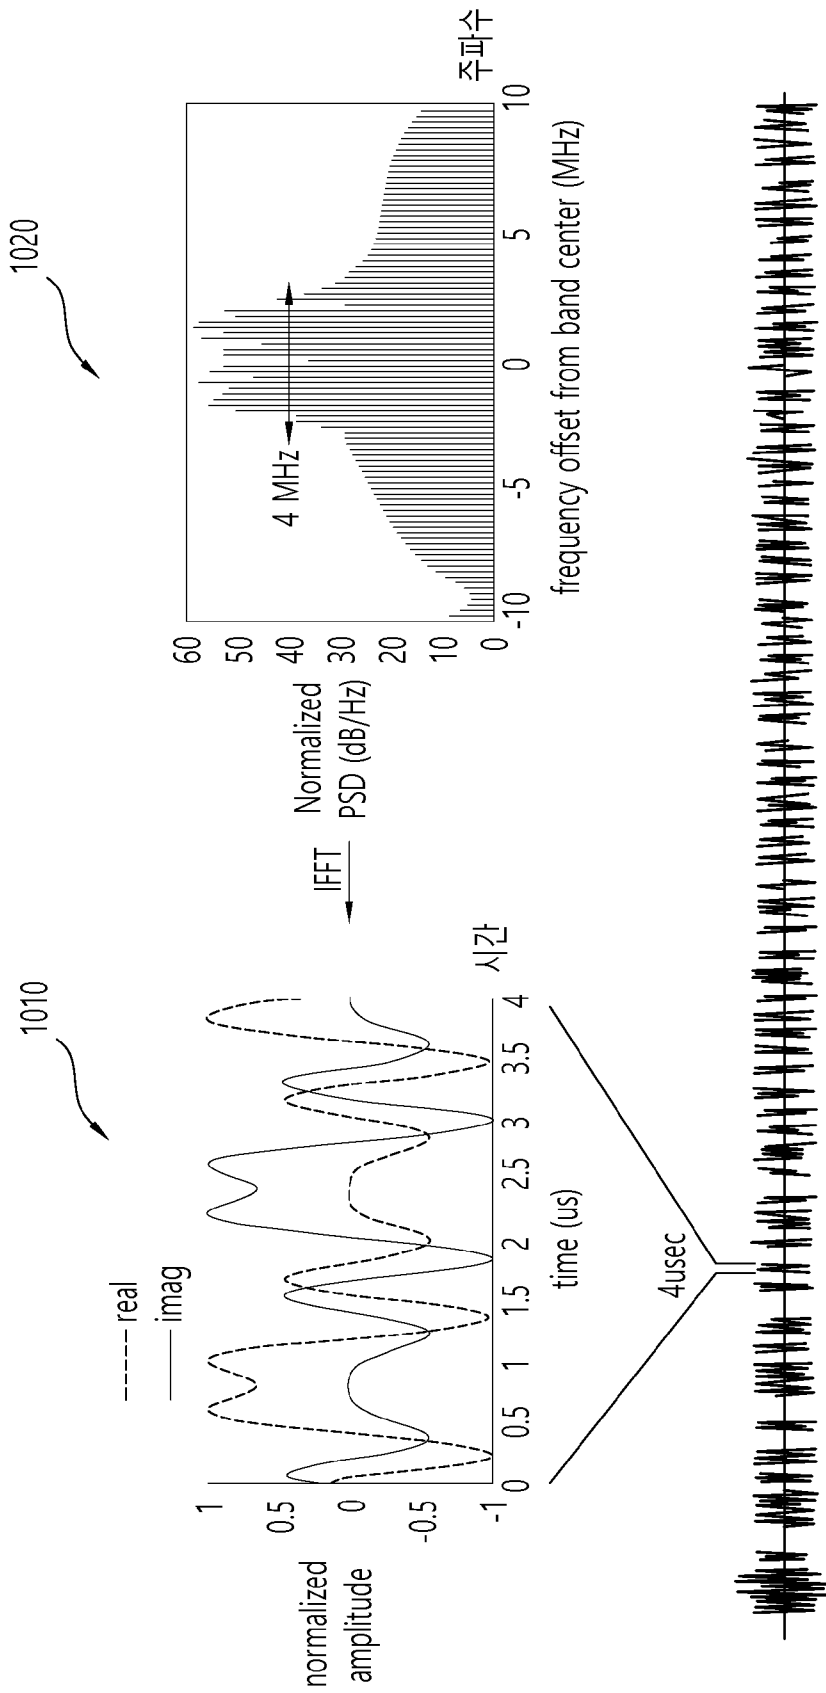 1010
real
imag
normalized
amplitude
1
0.5
0
-0.5
-1
0
0.5
1
1.5
2
2.5
3
3.5
4
시간
time (us)
IFFT
1020
Normalized
PSD (dB/Hz)
60
50
40
30
20
10
0
4 MHz
-10
-5
0
5
10
주파수
frequency offset from band center (MHz)
4usec